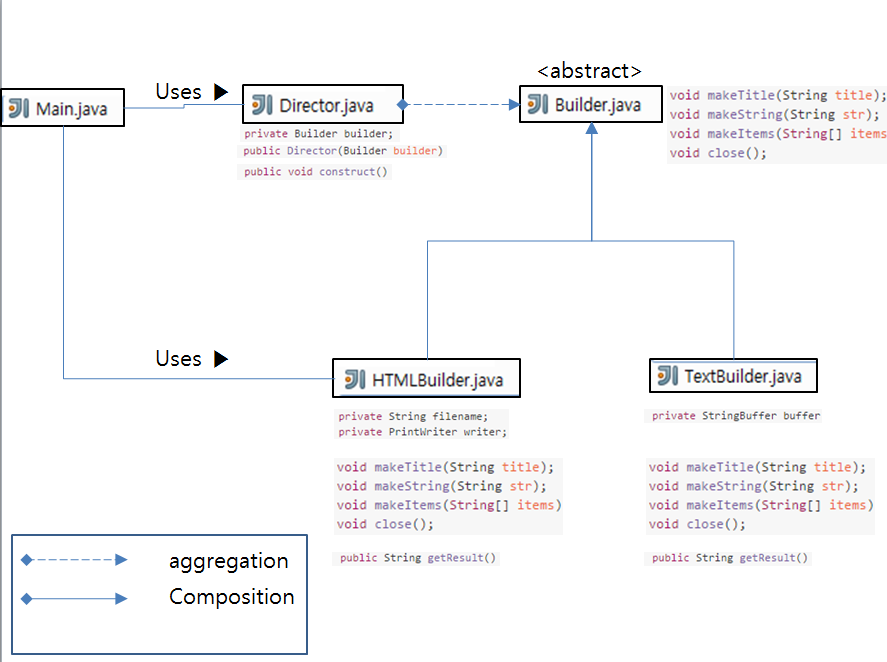 <abstract>
Uses ▶
Main.java
Director.java
Builder.java
private Builder builder;
public Director(Builder builder)
public void construct()
void makeTitle(String title);
void makeString(String str);
void makeItems(String[] items
void close();
Uses ▶
HTMLBuilder.java
private String filename;
private PrintWriter writer;
void makeTitle(String title);
void makeString(String str);
void makeItems(String[] items)
void close();
public String getResult()
TextBuilder.java
private StringBuffer buffer
void makeTitle(String title);
void makeString(String str);
void makeItems(String[] items)
void close();
public String getResult()
aggregation
Composition